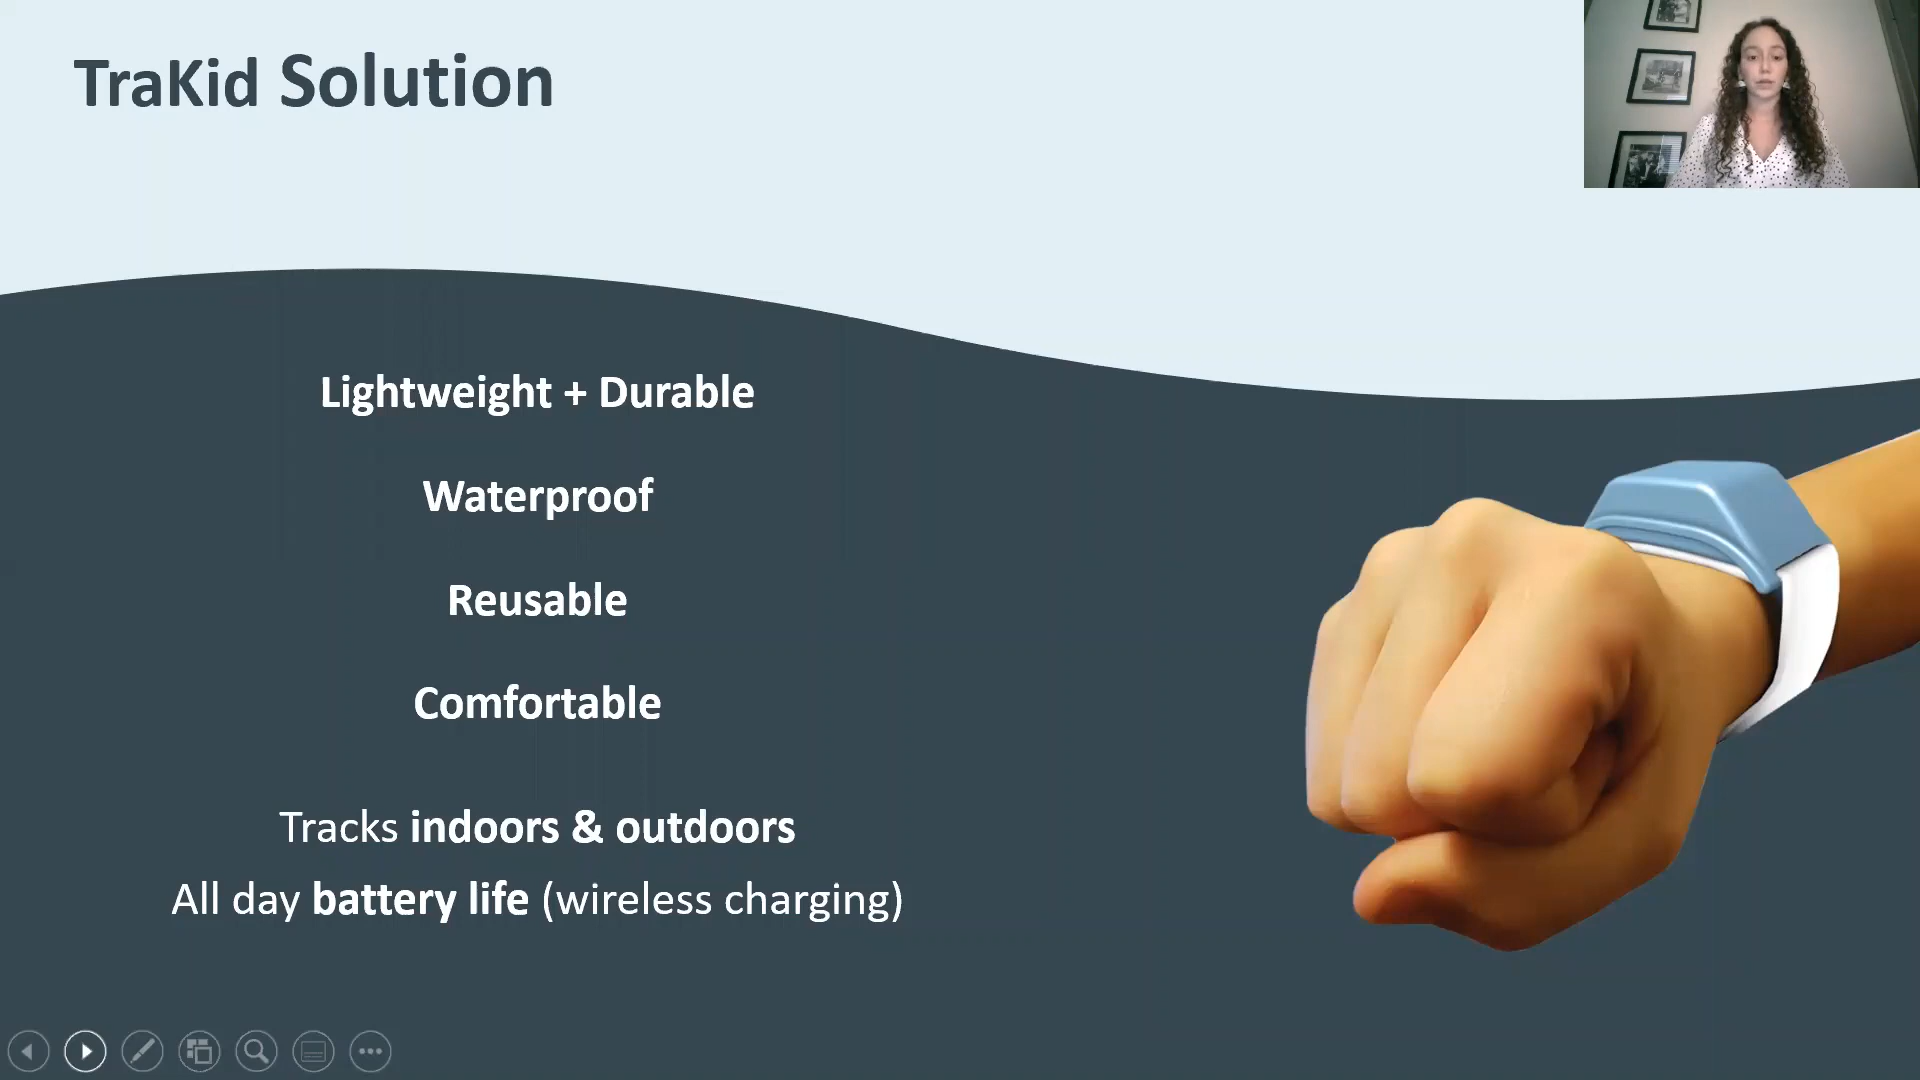 TraKid Solution
Lightweight + Durable
Waterproof
Reusable
Comfortable
Tracks indoors & outdoors
All day battery life (wireless charging)